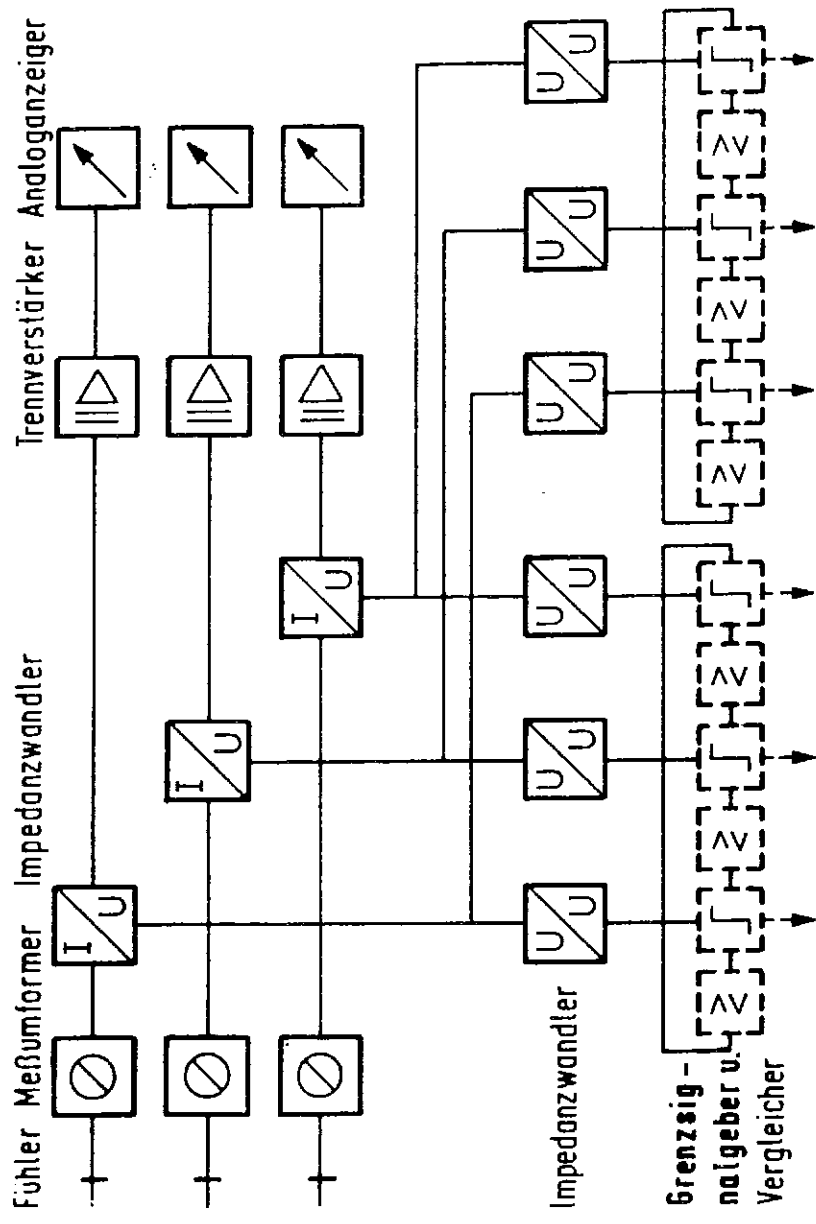 Fühler Meßumformer Impedanzwandler Trennverstärker Analoganzeiger
I
U
I
U
I
U
Impedanzwandler
U
U
U
U
U
U
U
U
U
U
U
U
Grenzsig-
nalgeber u.
Vergleicher